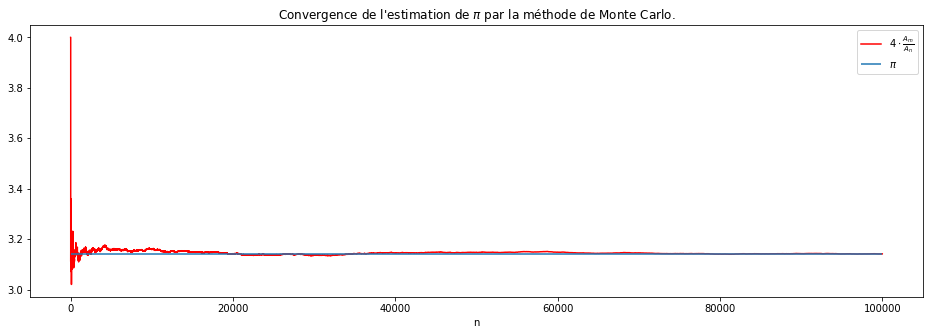 Convergence de l'estimation de π par la méthode de Monte Carlo.
4.0
3.8
3.6
3.4
3.2
3.0
0 20000 40000 60000 80000 100000
n
4 · A_m/A_n
π